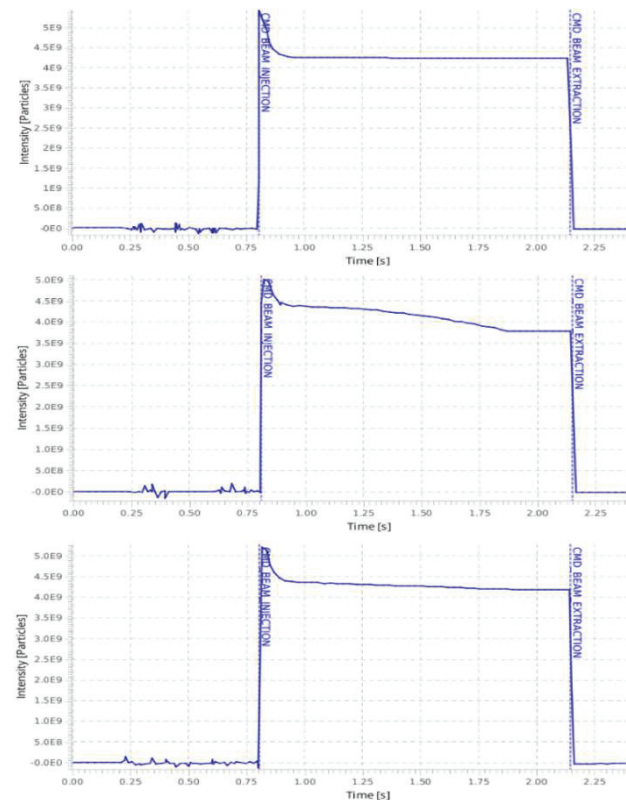 Intensity [Particles]
5E9
4.5E9
4E9
3.5E9
3E9
2.5E9
2E9
1.5E9
1E9
5.0E8
-0E0
CMD BEAM INJECTION
CMD BEAM EXTRACTION
0.00 0.25 0.50 0.75 1.00 1.25 1.50 1.75 2.00 2.25
Time [s]
Intensity [Particles]
5.0E9
4.5E9
4.0E9
3.5E9
3.0E9
2.5E9
2.0E9
1.5E9
1.0E9
5.0E8
-0.0E0
CMD BEAM INJECTION
CMD BEAM EXTRACTION
0.00 0.25 0.50 0.75 1.00 1.25 1.50 1.75 2.00 2.25
Time [s]
Intensity [Particles]
5.0E9
4.5E9
4.0E9
3.5E9
3.0E9
2.5E9
2.0E9
1.5E9
1.0E9
5.0E8
-0.0E0
CMD BEAM INJECTION
CMD BEAM EXTRACTION
0.00 0.25 0.50 0.75 1.00 1.25 1.50 1.75 2.00 2.25
Time [s]